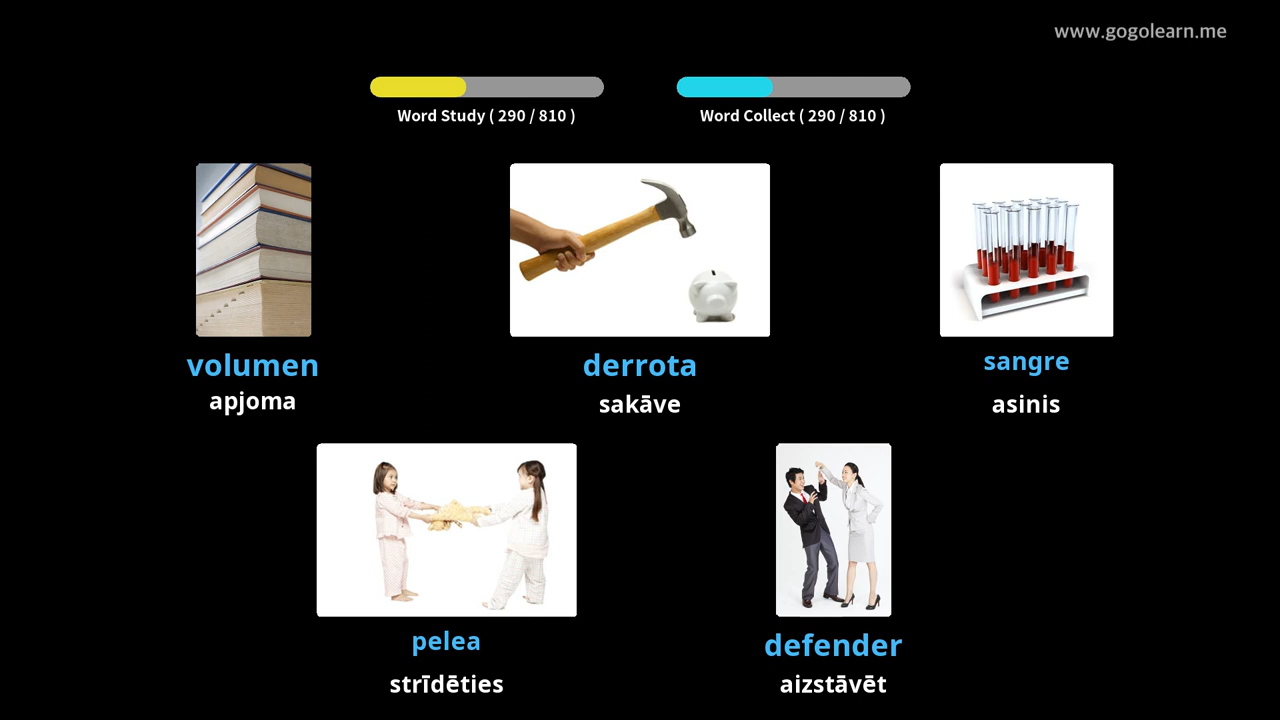 www.gogolearn.me
Word Study ( 290 / 810 )
Word Collect ( 290 / 810 )
volumen
apjoma
derrota
sakāve
sangre
asinis
pelea
strīdēties
defender
aizstāvēt